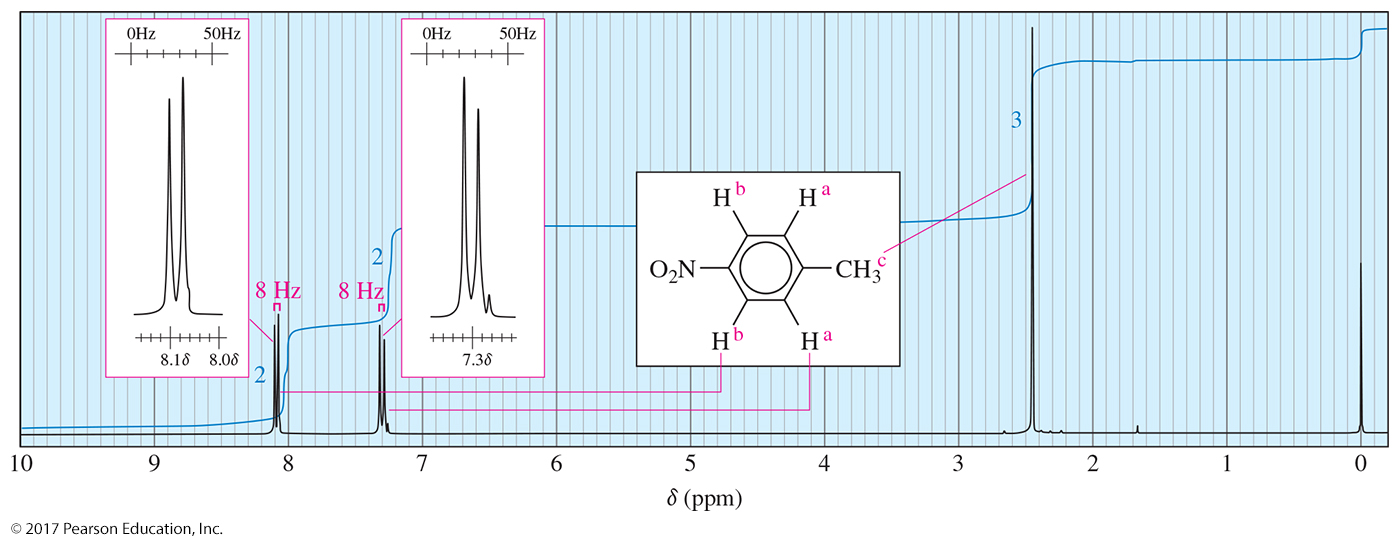 0Hz 50Hz
0Hz 50Hz
3
2
8 Hz
8 Hz
8.1δ 8.0δ
7.3δ
2
H b H a
O₂N CH₃ c
H b H a
10 9 8 7 6 5 4 3 2 1 0
δ (ppm)
© 2017 Pearson Education, Inc.